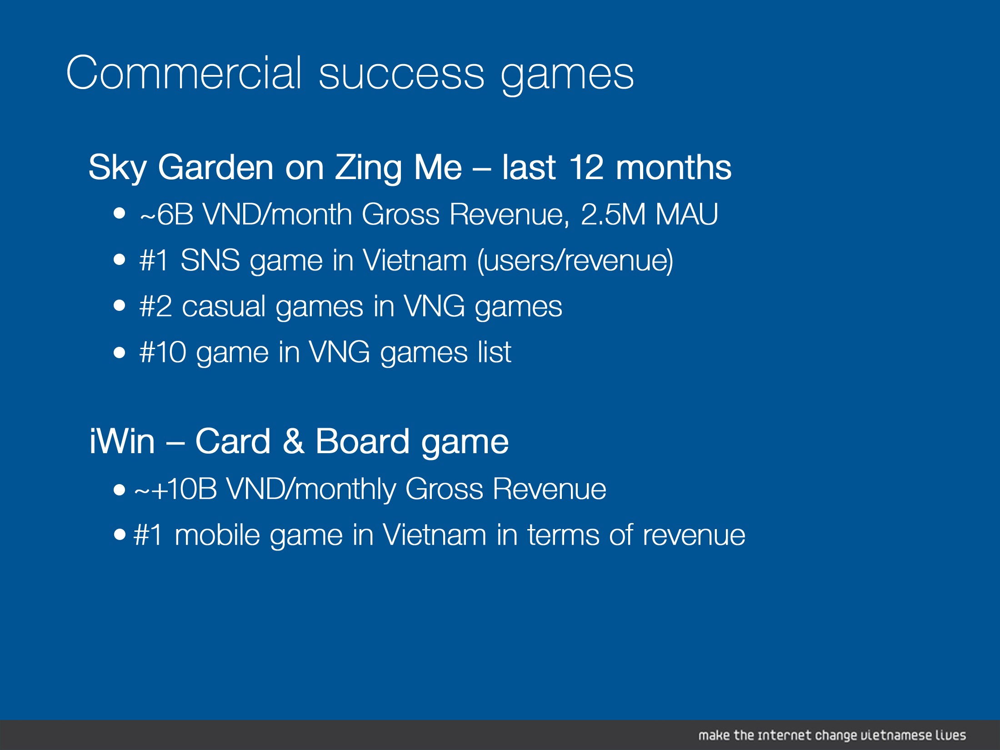 Commercial success games
Sky Garden on Zing Me – last 12 months
• ~6B VND/month Gross Revenue, 2.5M MAU
• #1 SNS game in Vietnam (users/revenue)
• #2 casual games in VNG games
• #10 game in VNG games list
iWin – Card & Board game
• ~+10B VND/monthly Gross Revenue
• #1 mobile game in Vietnam in terms of revenue
make the Internet change vietnamese lives